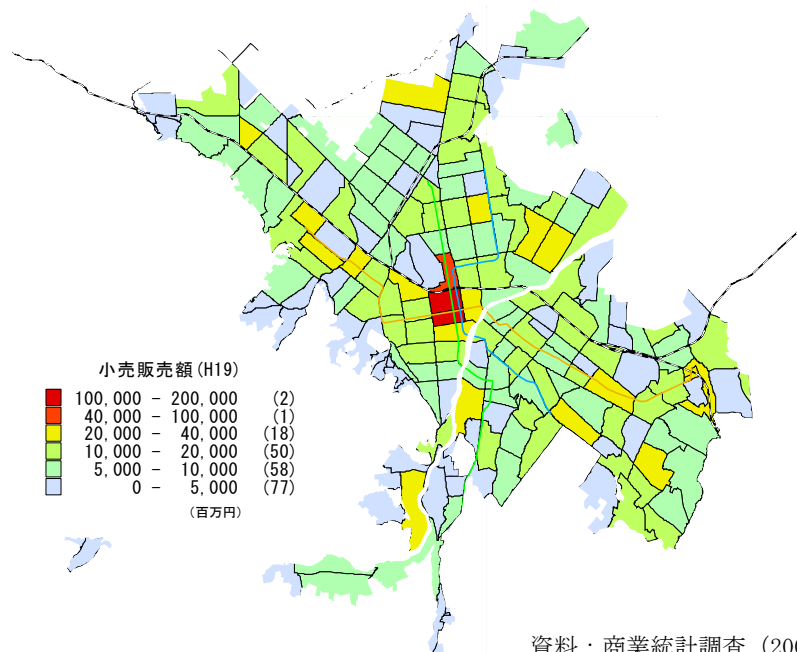 小売販売額(H19)
100,000 － 200,000 (2)
40,000 － 100,000 (1)
20,000 － 40,000 (18)
10,000 － 20,000 (50)
5,000 － 10,000 (58)
0 － 5,000 (77)
(百万円)
資料：商業統計調査（200